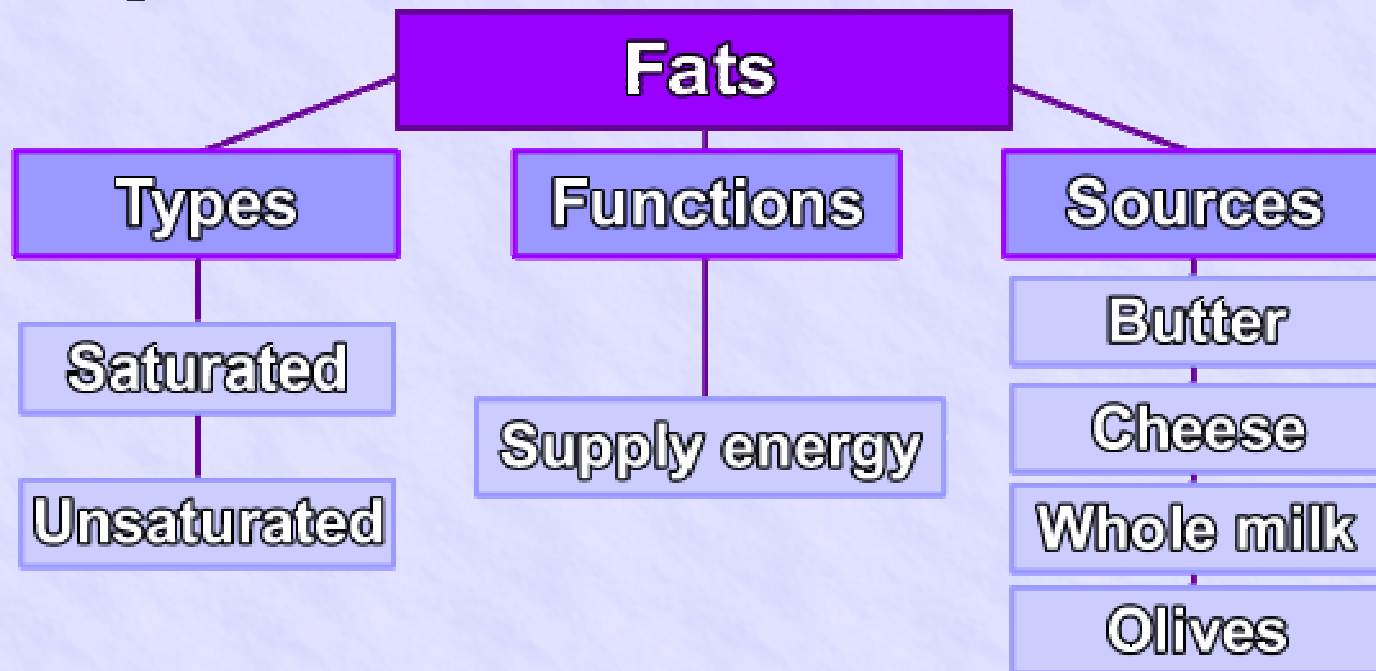 Fats
Types
Functions
Sources
Saturated
Unsaturated
Supply energy
Butter
Cheese
Whole milk
Olives